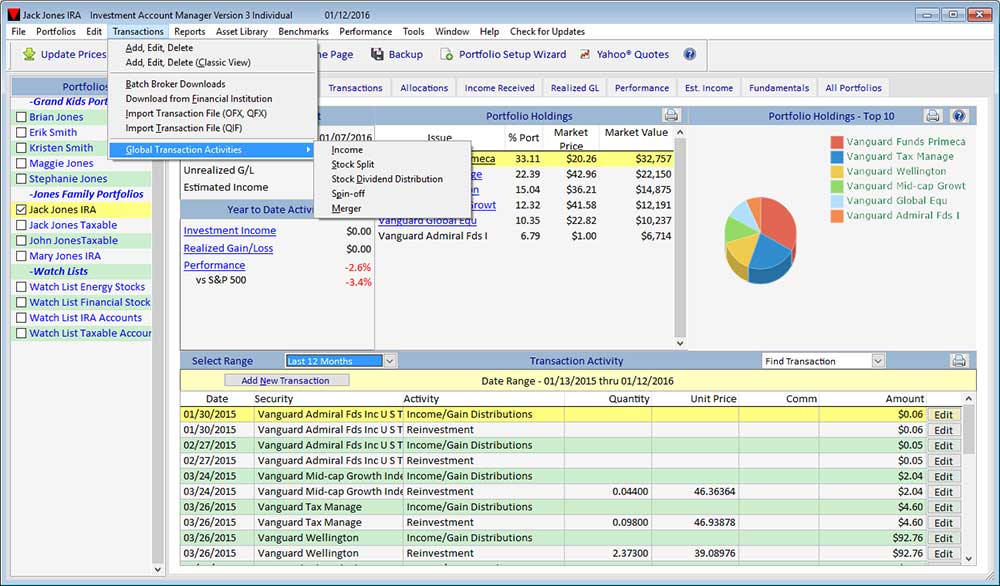 Jack Jones IRA Investment Account Manager Version 3 Individual 01/12/2016
File Portfolios Edit Transactions Reports Asset Library Benchmarks Performance Tools Window Help Check for Updates
Update Prices me Page Backup Portfolio Setup Wizard Yahoo® Quotes
Add, Edit, Delete
Add, Edit, Delete (Classic View)
Batch Broker Downloads
Download from Financial Institution
Import Transaction File (OFX, QFX)
Import Transaction File (QIF)
Global Transaction Activities
Income
Stock Split
Stock Dividend Distribution
Spin-off
Merger
Portfolios
-Grand Kids Port
Brian Jones
Erik Smith
Kristen Smith
Maggie Jones
Stephanie Jones
-Jones Family Portfolios
Jack Jones IRA
Jack Jones Taxable
John JonesTaxable
Mary Jones IRA
-Watch Lists
Watch List Energy Stocks
Watch List Financial Stock
Watch List IRA Accounts
Watch List Taxable Accour
Transactions Allocations Income Received Realized GL Performance Est. Income Fundamentals All Portfolios
01/07/2016
Unrealized G/L
Estimated Income
Year to Date Activi
Investment Income $0.00
Realized Gain/Loss $0.00
Performance -2.6%
vs S&P 500 -3.4%
Portfolio Holdings
Issue % Port Market Price Market Value
Primeca 33.11 $20.26 $32,757
ge 22.39 $42.96 $22,150
n 15.04 $36.21 $14,875
Growt 12.32 $41.58 $12,191
Vanguard Global Equ 10.35 $22.82 $10,237
Vanguard Admiral Fds I 6.79 $1.00 $6,714
Portfolio Holdings - Top 10
Vanguard Funds Primeca
Vanguard Tax Manage
Vanguard Wellington
Vanguard Mid-cap Growt
Vanguard Global Equ
Vanguard Admiral Fds I
Select Range Last 12 Months Transaction Activity Find Transaction
Add New Transaction Date Range - 01/13/2015 thru 01/12/2016
Date Security Activity Quantity Unit Price Comm Amount
01/30/2015 Vanguard Admiral Fds Inc U S T Income/Gain Distributions $0.06 Edit
01/30/2015 Vanguard Admiral Fds Inc U S T Reinvestment $0.06 Edit
02/27/2015 Vanguard Admiral Fds Inc U S T Income/Gain Distributions $0.05 Edit
02/27/2015 Vanguard Admiral Fds Inc U S T Reinvestment $0.05 Edit
03/24/2015 Vanguard Mid-cap Growth Inde Income/Gain Distributions $2.04 Edit
03/24/2015 Vanguard Mid-cap Growth Inde Reinvestment 0.04400 46.36364 $2.04 Edit
03/26/2015 Vanguard Tax Manage Income/Gain Distributions $4.60 Edit
03/26/2015 Vanguard Tax Manage Reinvestment 0.09800 46.93878 $4.60 Edit
03/26/2015 Vanguard Wellington Income/Gain Distributions $92.76 Edit
03/26/2015 Vanguard Wellington Reinvestment 2.37300 39.08976 $92.76 Edit